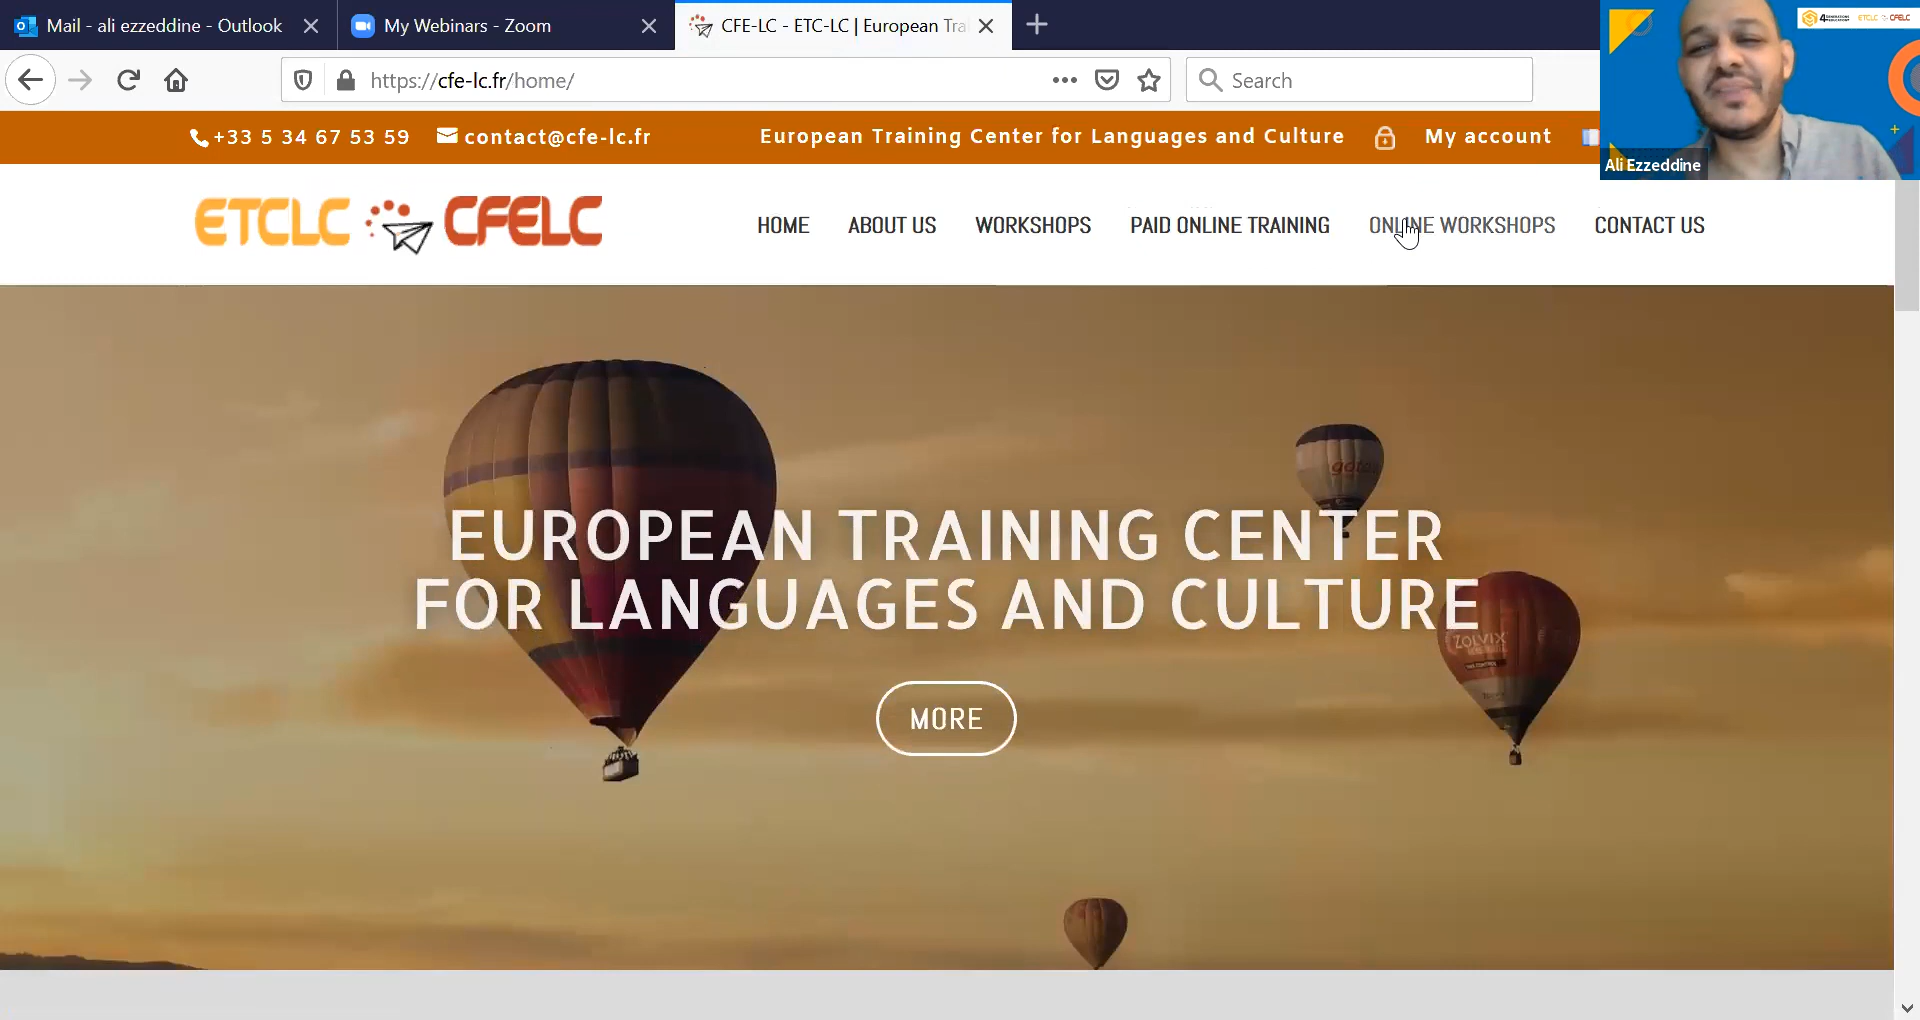 Mail - ali ezzeddine - Outlook
My Webinars - Zoom
CFE-LC - ETC-LC | European Tra
https://cfe-lc.fr/home/
Search
+33 5 34 67 53 59
contact@cfe-lc.fr
European Training Center for Languages and Culture
My account
Ali Ezzeddine
ETCLC CFELC
HOME
ABOUT US
WORKSHOPS
PAID ONLINE TRAINING
ONLINE WORKSHOPS
CONTACT US
EUROPEAN TRAINING CENTER
FOR LANGUAGES AND CULTURE
ZOLVIX
MORE